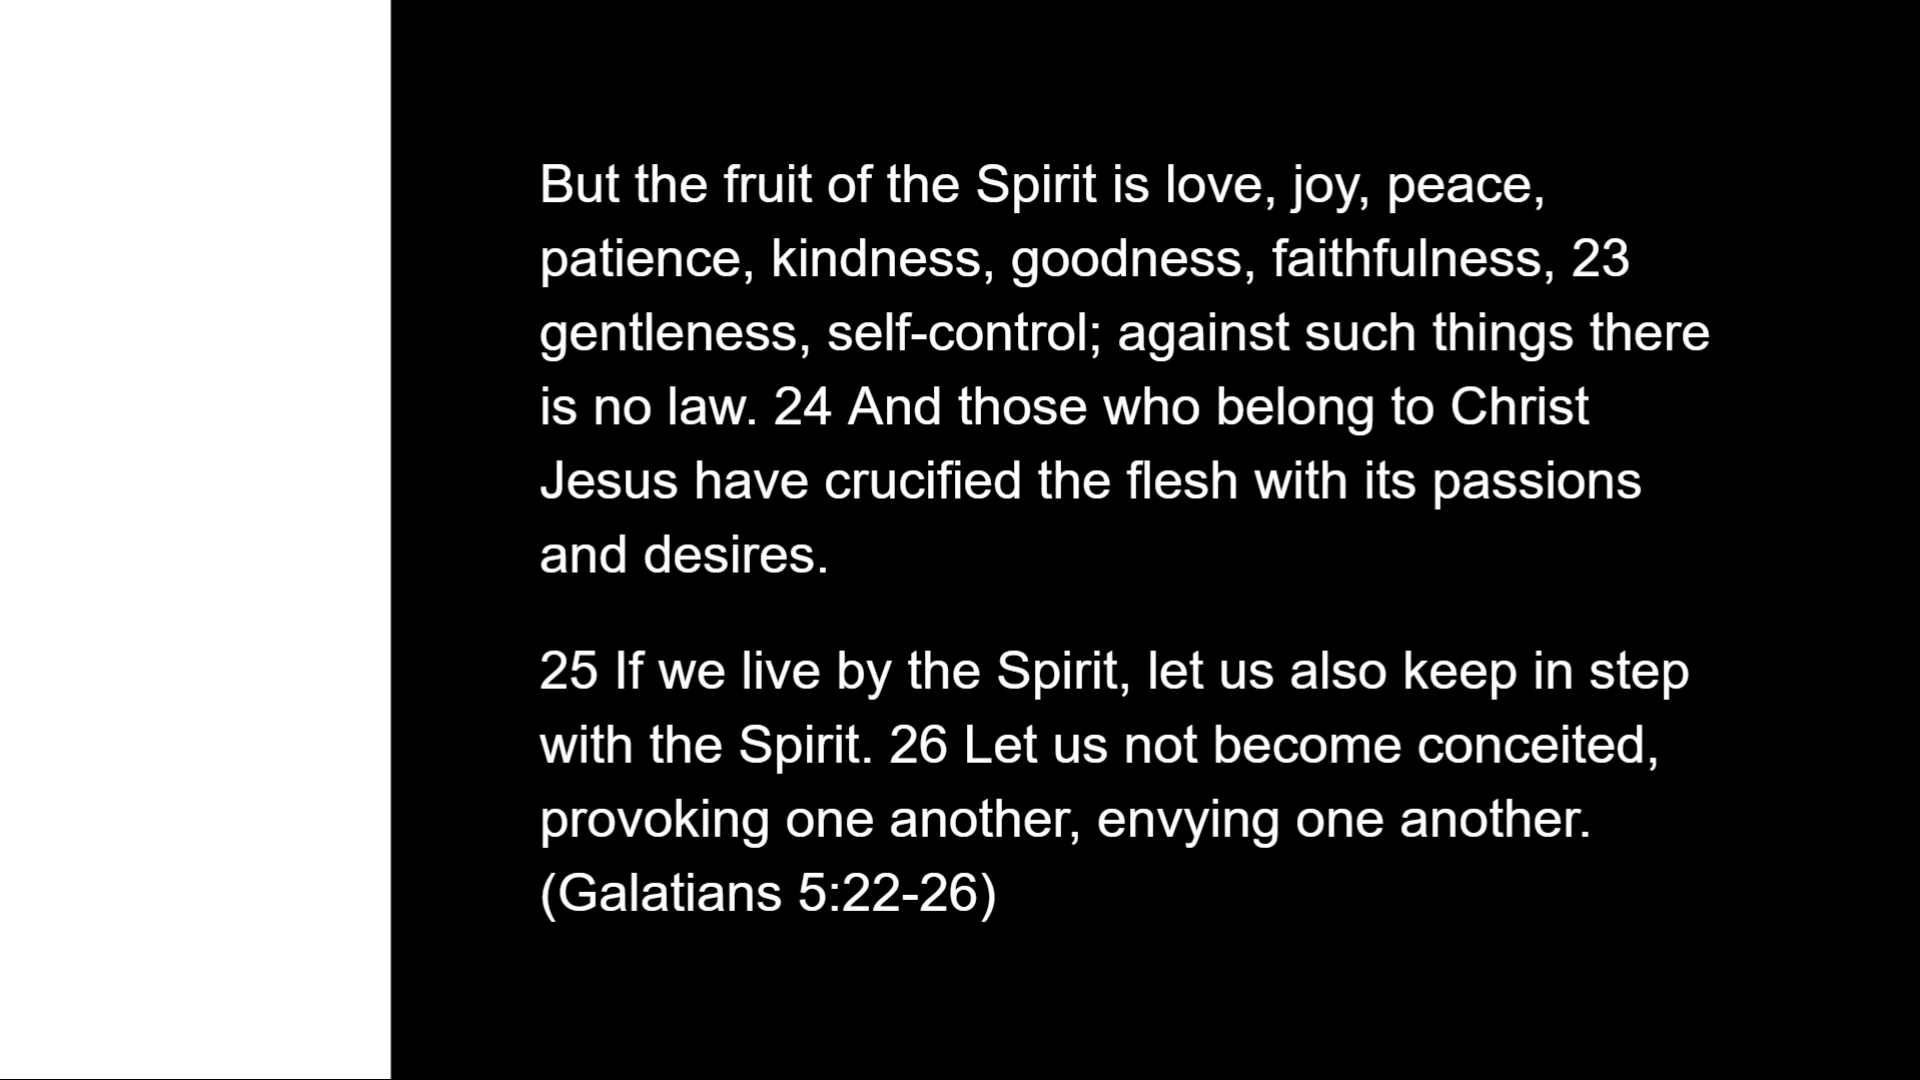 But the fruit of the Spirit is love, joy, peace,
patience, kindness, goodness, faithfulness, 23
gentleness, self-control; against such things there
is no law. 24 And those who belong to Christ
Jesus have crucified the flesh with its passions
and desires.
25 If we live by the Spirit, let us also keep in step
with the Spirit. 26 Let us not become conceited,
provoking one another, envying one another.
(Galatians 5:22-26)